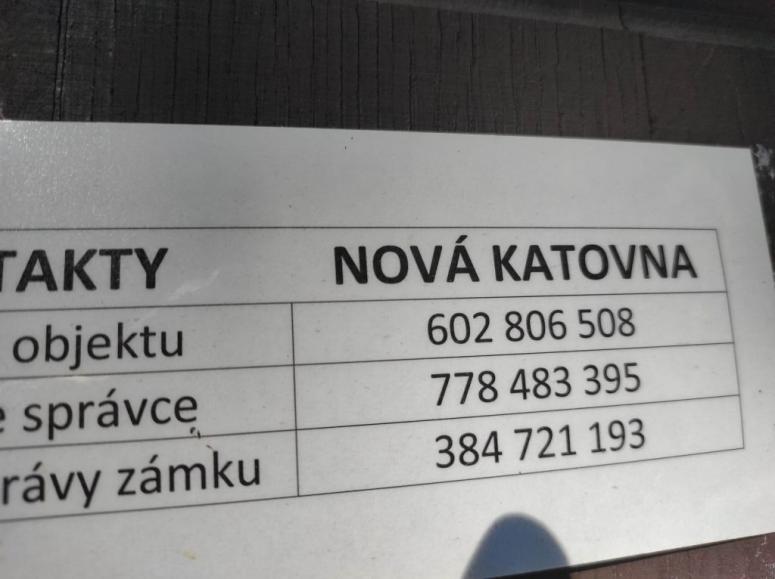 TAKTY NOVÁ KATOVNA
objektu 602 806 508
e správce 778 483 395
rávy zámku 384 721 193